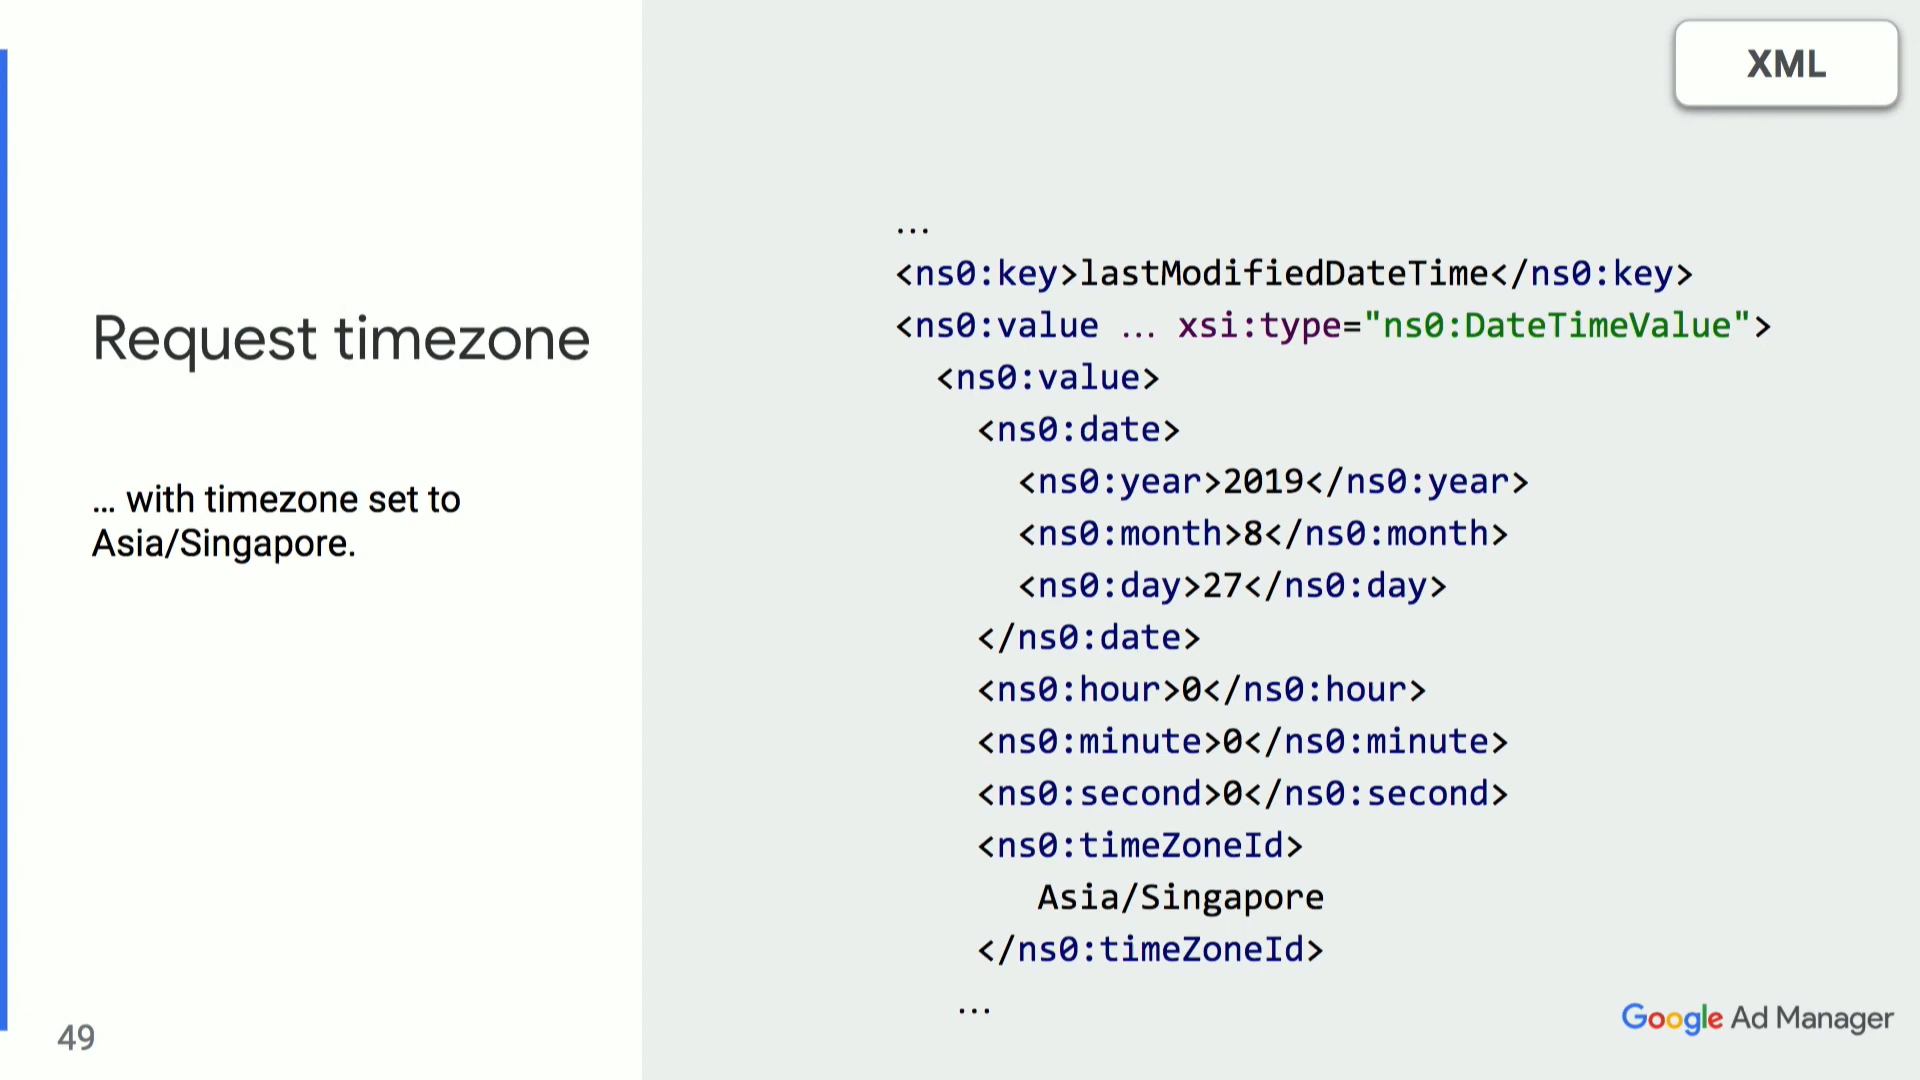 XML
Request timezone
… with timezone set to
Asia/Singapore.
…
<ns0:key>lastModifiedDateTime</ns0:key>
<ns0:value … xsi:type="ns0:DateTimeValue">
<ns0:value>
<ns0:date>
<ns0:year>2019</ns0:year>
<ns0:month>8</ns0:month>
<ns0:day>27</ns0:day>
</ns0:date>
<ns0:hour>0</ns0:hour>
<ns0:minute>0</ns0:minute>
<ns0:second>0</ns0:second>
<ns0:timeZoneId>
Asia/Singapore
</ns0:timeZoneId>
…
49
Google Ad Manager